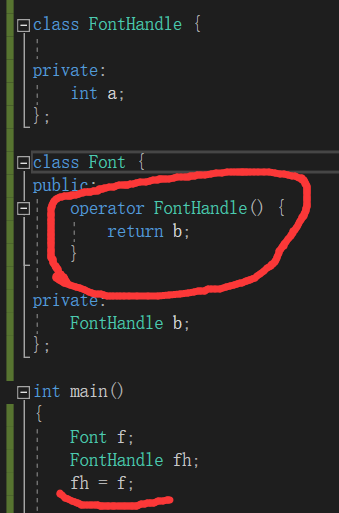 class FontHandle {
private:
int a;
};
class Font {
public:
operator FontHandle() {
return b;
}
private:
FontHandle b;
};
int main()
{
Font f;
FontHandle fh;
fh = f;